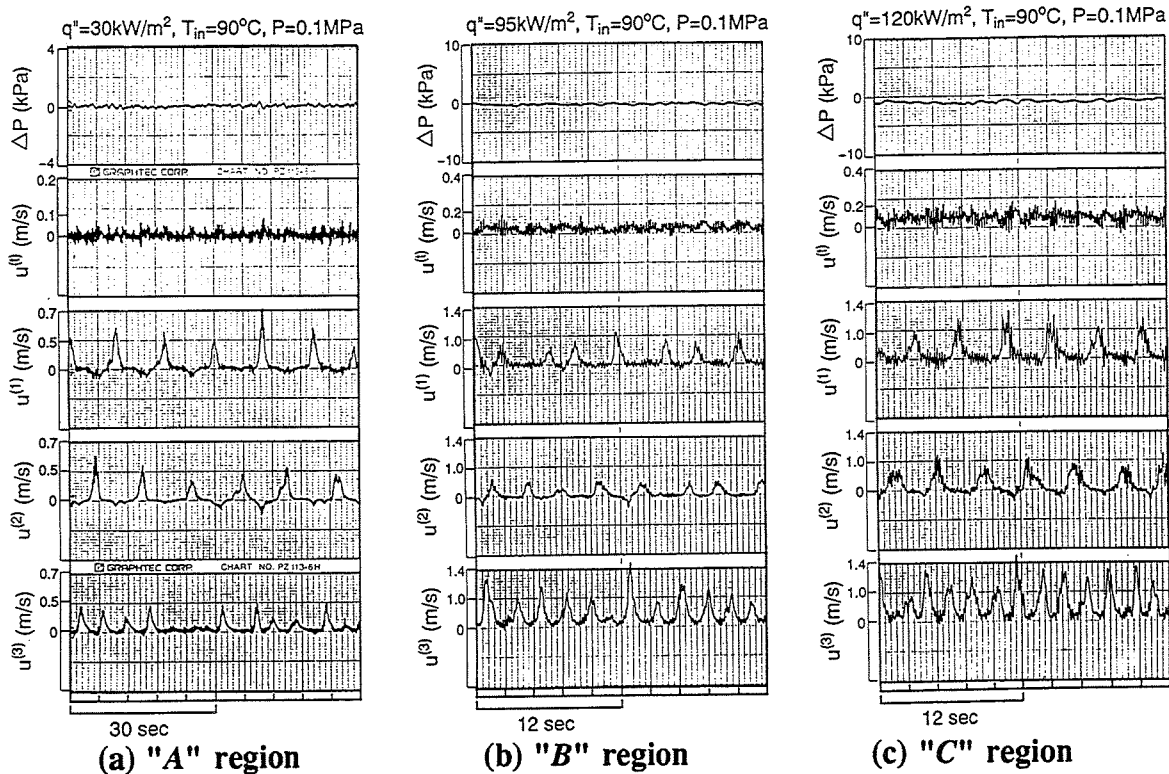 q"=30kW/m², Tin=90°C, P=0.1MPa
ΔP (kPa)
4
0
-4
GRAPHTEC CORP. CHART NO. PZ113-6H
u(t) (m/s)
0.2
0.1
0
u(1) (m/s)
0.7
0.5
0
u(2) (m/s)
0.7
0.5
0
GRAPHTEC CORP. CHART NO. PZ113-6H
u(3) (m/s)
0.7
0.5
0
30 sec
(a) "A" region
q"=95kW/m², Tin=90°C, P=0.1MPa
ΔP (kPa)
10
0
-10
u(t) (m/s)
0.4
0.2
0
u(1) (m/s)
1.4
1.0
0
u(2) (m/s)
1.4
1.0
0
u(3) (m/s)
1.4
1.0
0
12 sec
(b) "B" region
q"=120kW/m², Tin=90°C, P=0.1MPa
ΔP (kPa)
10
0
-10
u(t) (m/s)
0.4
0.2
0
u(1) (m/s)
1.4
1.0
0
u(2) (m/s)
1.4
1.0
0
u(3) (m/s)
1.4
1.0
0
12 sec
(c) "C" region